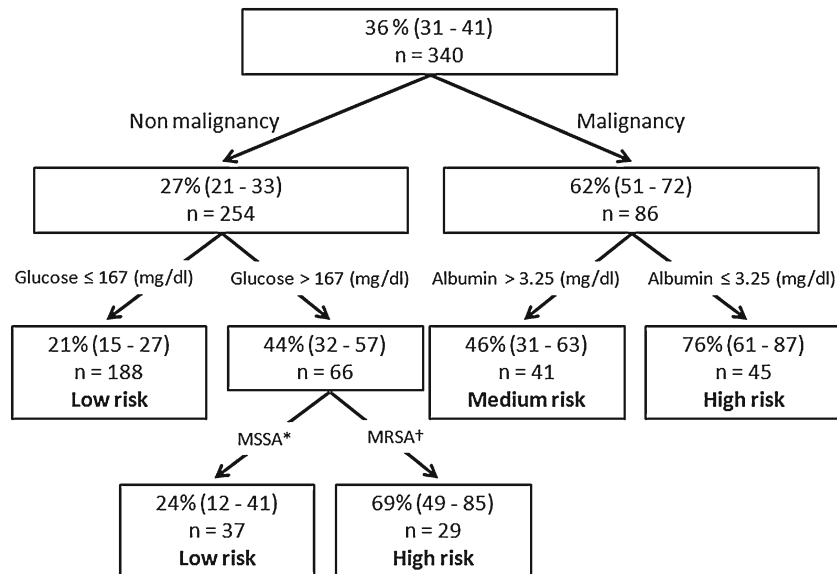 36 % (31 - 41)
n = 340
Non malignancy
Malignancy
27% (21 - 33)
n = 254
62% (51 - 72)
n = 86
Glucose ≤ 167 (mg/dl)
Glucose > 167 (mg/dl)
Albumin > 3.25 (mg/dl)
Albumin ≤ 3.25 (mg/dl)
21% (15 - 27)
n = 188
Low risk
44% (32 - 57)
n = 66
46% (31 - 63)
n = 41
Medium risk
76% (61 - 87)
n = 45
High risk
MSSA*
MRSA†
24% (12 - 41)
n = 37
Low risk
69% (49 - 85)
n = 29
High risk